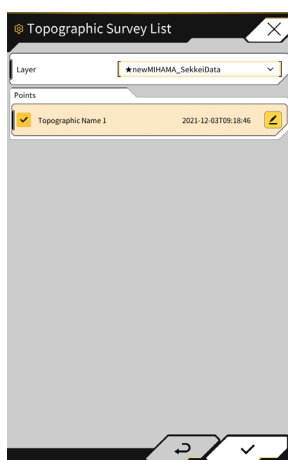 Topographic Survey List
Layer
★newMIHAMA_SekkeiData
Points
Topographic Name 1
2021-12-03T09:18:46